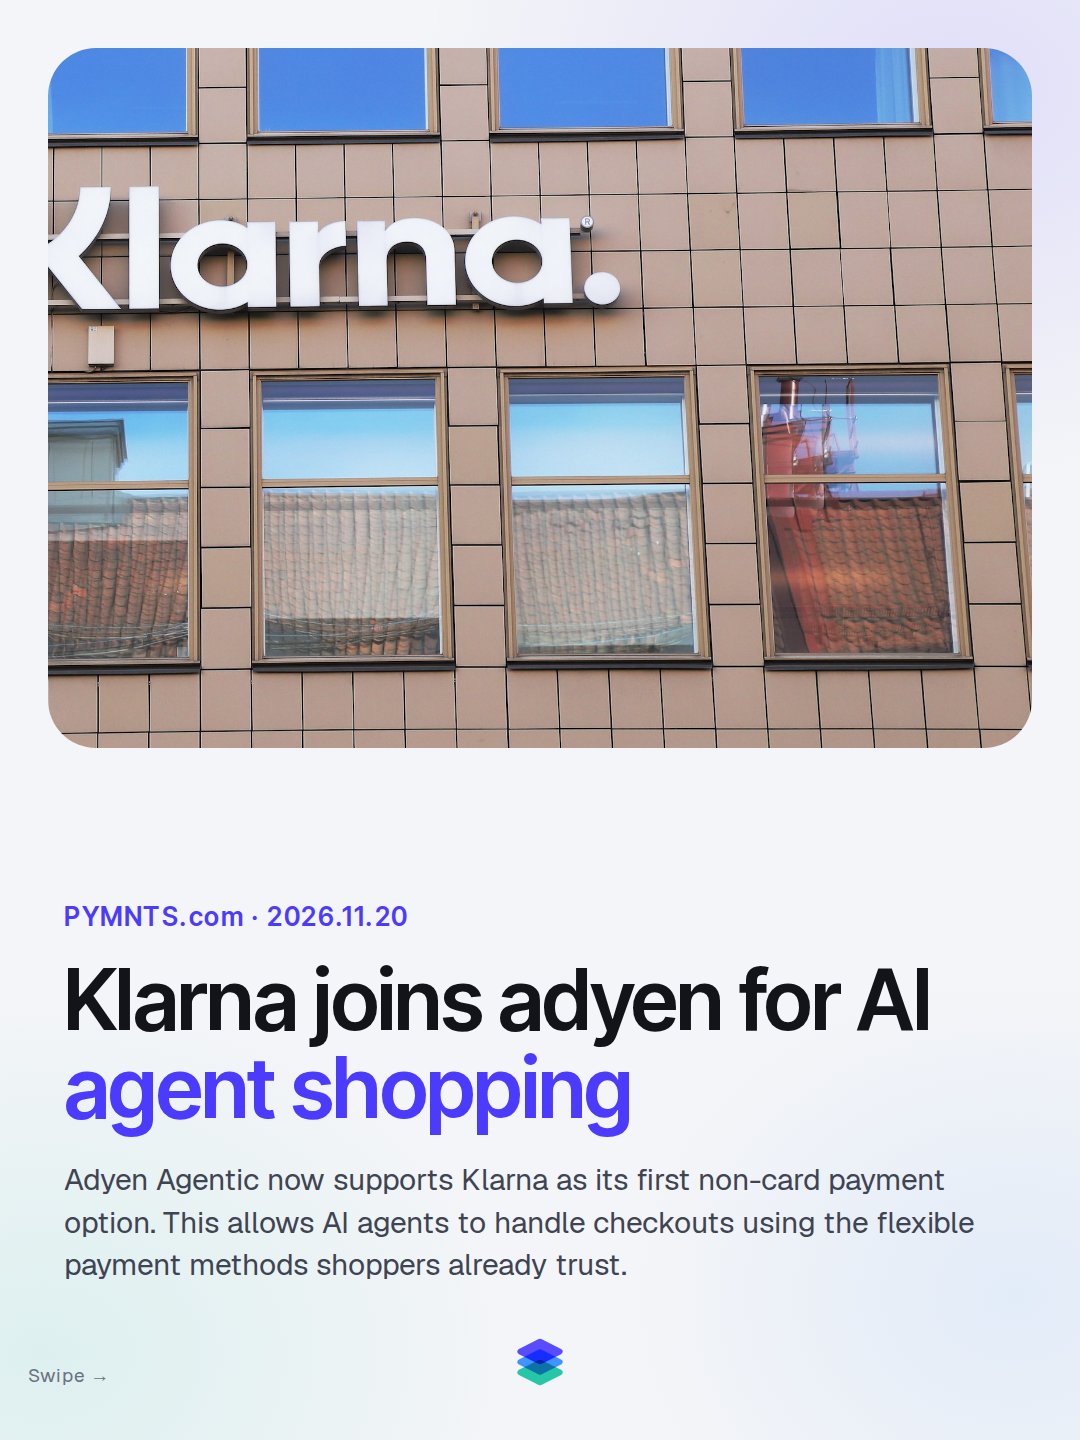 Klarna.®
PYMNTS.com · 2026.11.20
Klarna joins adyen for AI
agent shopping
Adyen Agentic now supports Klarna as its first non-card payment
option. This allows AI agents to handle checkouts using the flexible
payment methods shoppers already trust.
Swipe →